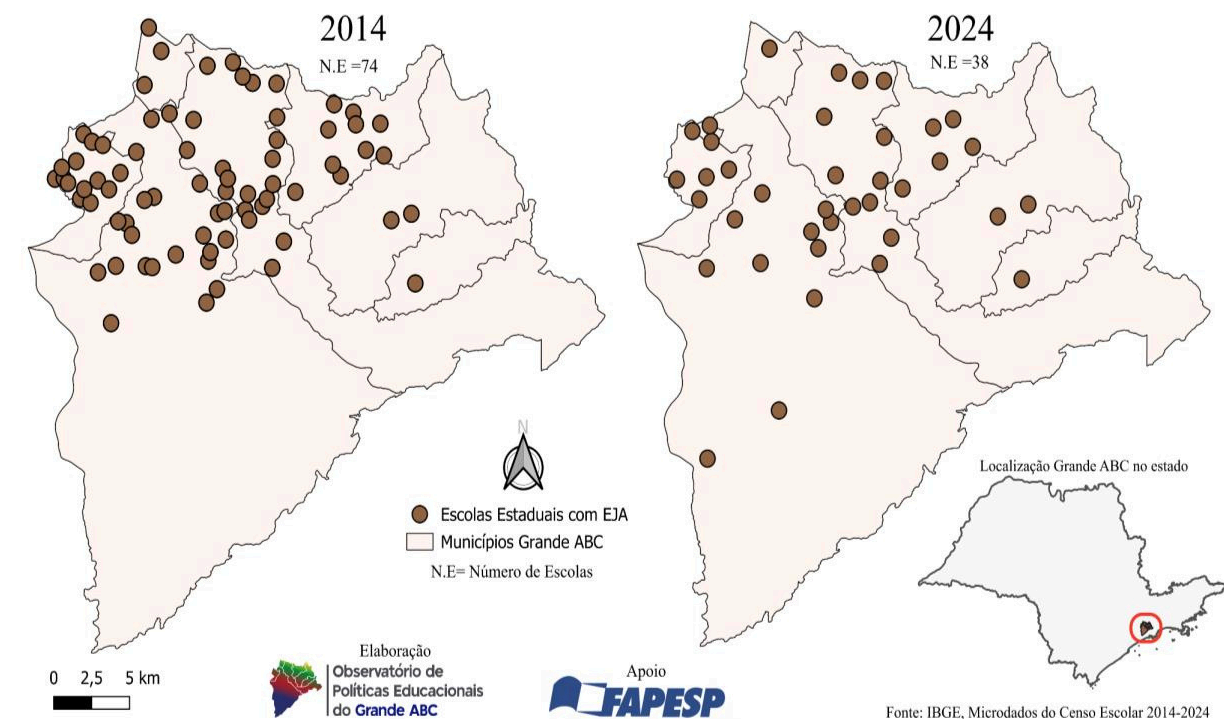 2014
N.E =74
2024
N.E =38
N
Escolas Estaduais com EJA
Municípios Grande ABC
N.E= Número de Escolas
Localização Grande ABC no estado
0 2,5 5 km
Elaboração
Observatório de
Políticas Educacionais
do Grande ABC
Apoio
FAPESP
Fonte: IBGE, Microdados do Censo Escolar 2014-2024